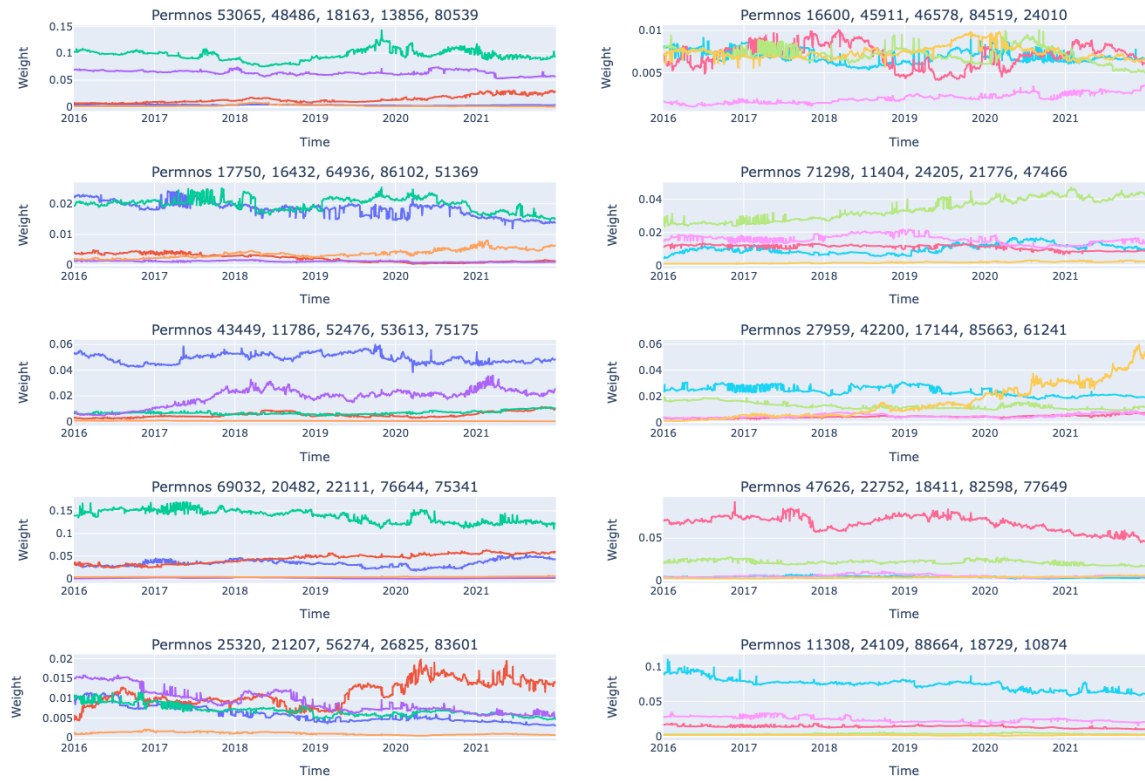 Permnos 53065, 48486, 18163, 13856, 80539
Weight
0.15
0.1
0.05
0
2016 2017 2018 2019 2020 2021
Time
Permnos 16600, 45911, 46578, 84519, 24010
Weight
0.01
0.005
2016 2017 2018 2019 2020 2021
Time
Permnos 17750, 16432, 64936, 86102, 51369
Weight
0.02
0.01
0
2016 2017 2018 2019 2020 2021
Time
Permnos 71298, 11404, 24205, 21776, 47466
Weight
0.04
0.02
0
2016 2017 2018 2019 2020 2021
Time
Permnos 43449, 11786, 52476, 53613, 75175
Weight
0.06
0.04
0.02
0
2016 2017 2018 2019 2020 2021
Time
Permnos 27959, 42200, 17144, 85663, 61241
Weight
0.06
0.04
0.02
0
2016 2017 2018 2019 2020 2021
Time
Permnos 69032, 20482, 22111, 76644, 75341
Weight
0.15
0.1
0.05
0
2016 2017 2018 2019 2020 2021
Time
Permnos 47626, 22752, 18411, 82598, 77649
Weight
0.05
0
2016 2017 2018 2019 2020 2021
Time
Permnos 25320, 21207, 56274, 26825, 83601
Weight
0.02
0.015
0.01
0.005
0
2016 2017 2018 2019 2020 2021
Time
Permnos 11308, 24109, 88664, 18729, 10874
Weight
0.1
0.05
0
2016 2017 2018 2019 2020 2021
Time